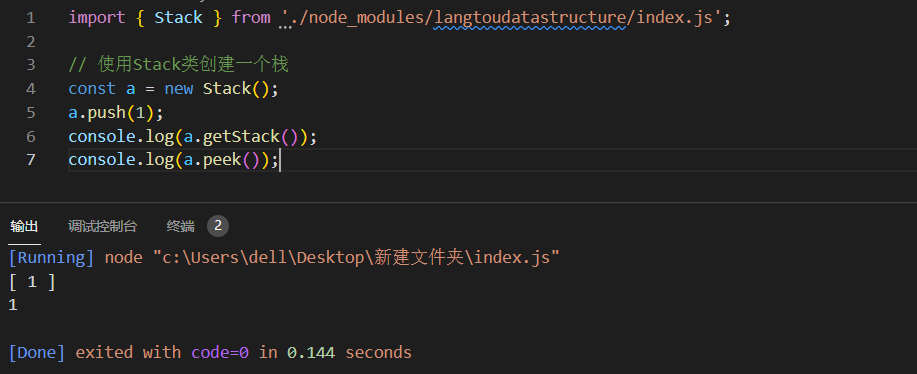 1 import { Stack } from './node_modules/langtoudatastructure/index.js';
2
3 // 使用Stack类创建一个栈
4 const a = new Stack();
5 a.push(1);
6 console.log(a.getStack());
7 console.log(a.peek());
输出 调试控制台 终端 2
[Running] node "c:\Users\dell\Desktop\新建文件夹\index.js"
[ 1 ]
1
[Done] exited with code=0 in 0.144 seconds